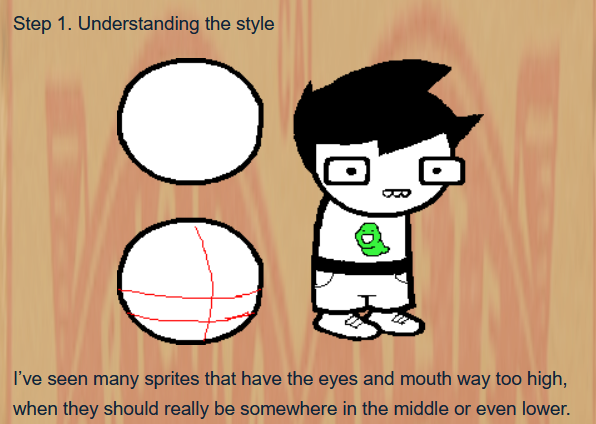 Step 1. Understanding the style
I’ve seen many sprites that have the eyes and mouth way too high,
when they should really be somewhere in the middle or even lower.